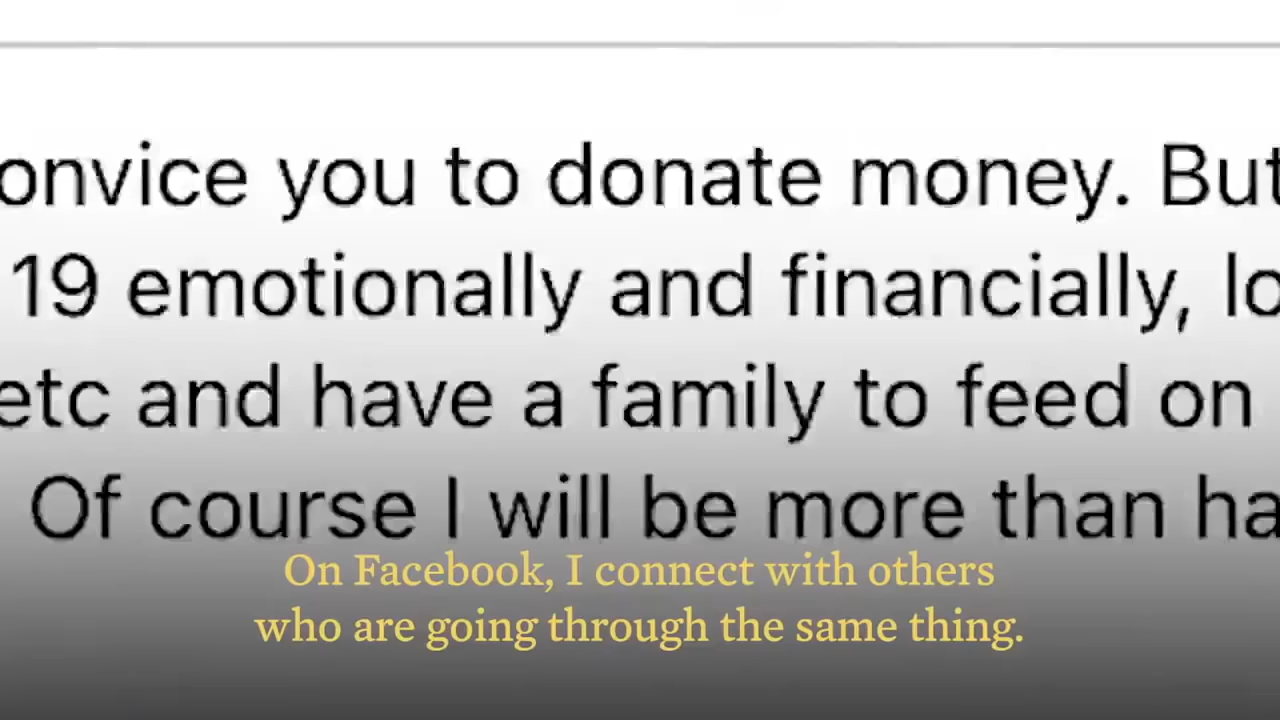 onvice you to donate money. But
19 emotionally and financially, lo
etc and have a family to feed on
Of course I will be more than ha
On Facebook, I connect with others
who are going through the same thing.